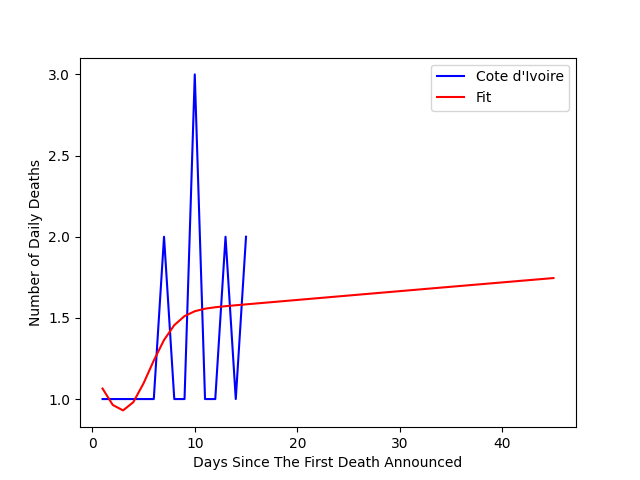 Cote d'Ivoire
Fit
3.0
2.5
2.0
1.5
1.0
Number of Daily Deaths
0
10
20
30
40
Days Since The First Death Announced